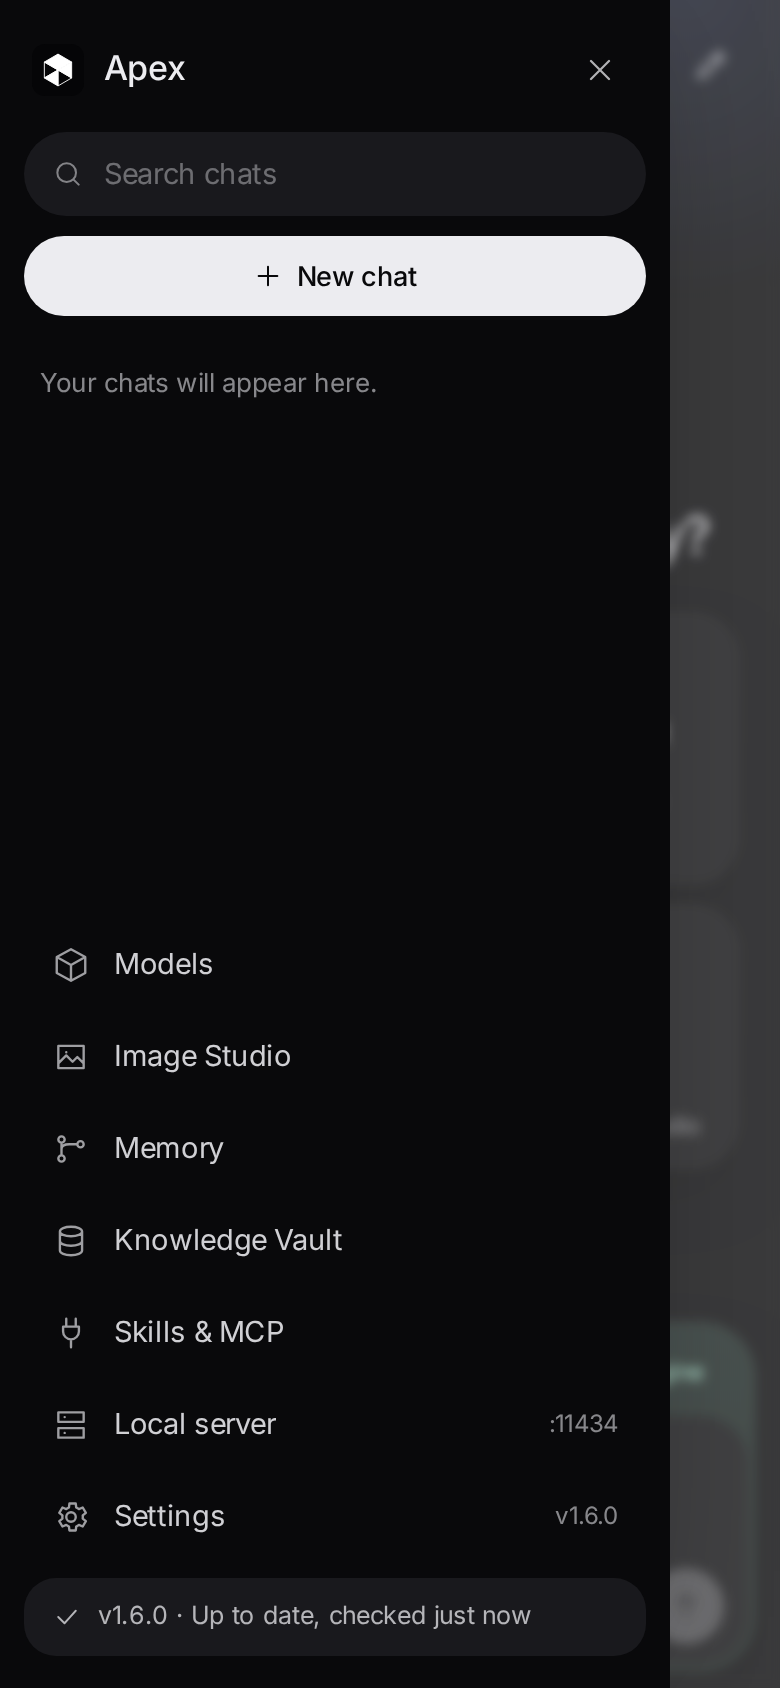 Apex
Search chats
New chat
Your chats will appear here.
y?
Models
Image Studio
Memory
Knowledge Vault
Skills & MCP
Local server :11434
Settings v1.6.0
v1.6.0 · Up to date, checked just now